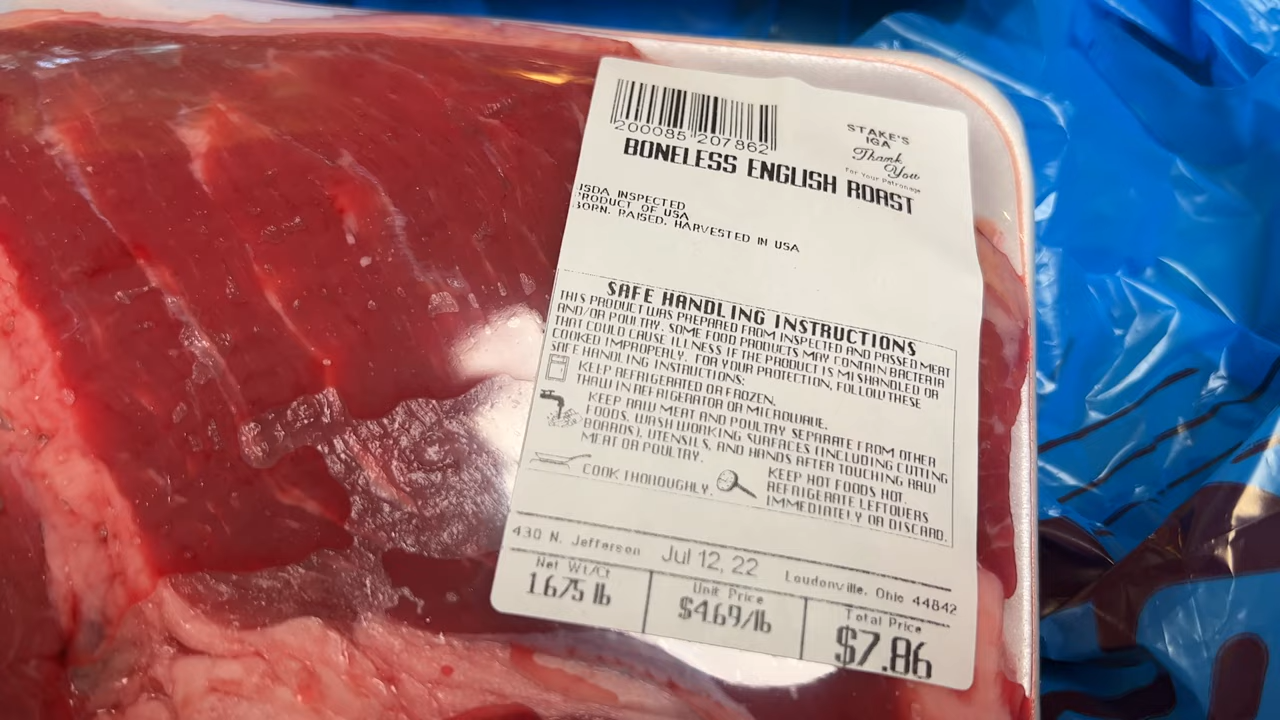 200085 207862
STAKE'S
IGA
Thank
You
For Your Patronage
BONELESS ENGLISH ROAST
USDA INSPECTED
PRODUCT OF USA
BORN. RAISED. HARVESTED IN USA
SAFE HANDLING INSTRUCTIONS
THIS PRODUCT WAS PREPARED FROM INSPECTED AND PASSED MEAT
AND/OR POULTRY. SOME FOOD PRODUCTS MAY CONTAIN BACTERIA
THAT COULD CAUSE ILLNESS IF THE PRODUCT IS MISHANDLED OR
COOKED IMPROPERLY. FOR YOUR PROTECTION, FOLLOW THESE
SAFE HANDLING INSTRUCTIONS:
KEEP REFRIGERATED OR FROZEN.
THAW IN REFRIGERATOR OR MICROWAVE.
KEEP RAW MEAT AND POULTRY SEPARATE FROM OTHER
FOODS. WASH WORKING SURFACES (INCLUDING CUTTING
BOARDS), UTENSILS, AND HANDS AFTER TOUCHING RAW
MEAT OR POULTRY.
COOK THOROUGHLY.
KEEP HOT FOODS HOT.
REFRIGERATE LEFTOVERS
IMMEDIATELY OR DISCARD.
430 N. Jefferson Jul 12, 22 Loudonville, Ohio 44842
Net Wt/Ct Unit Price Total Price
1.675 lb $4.69/lb $7.86